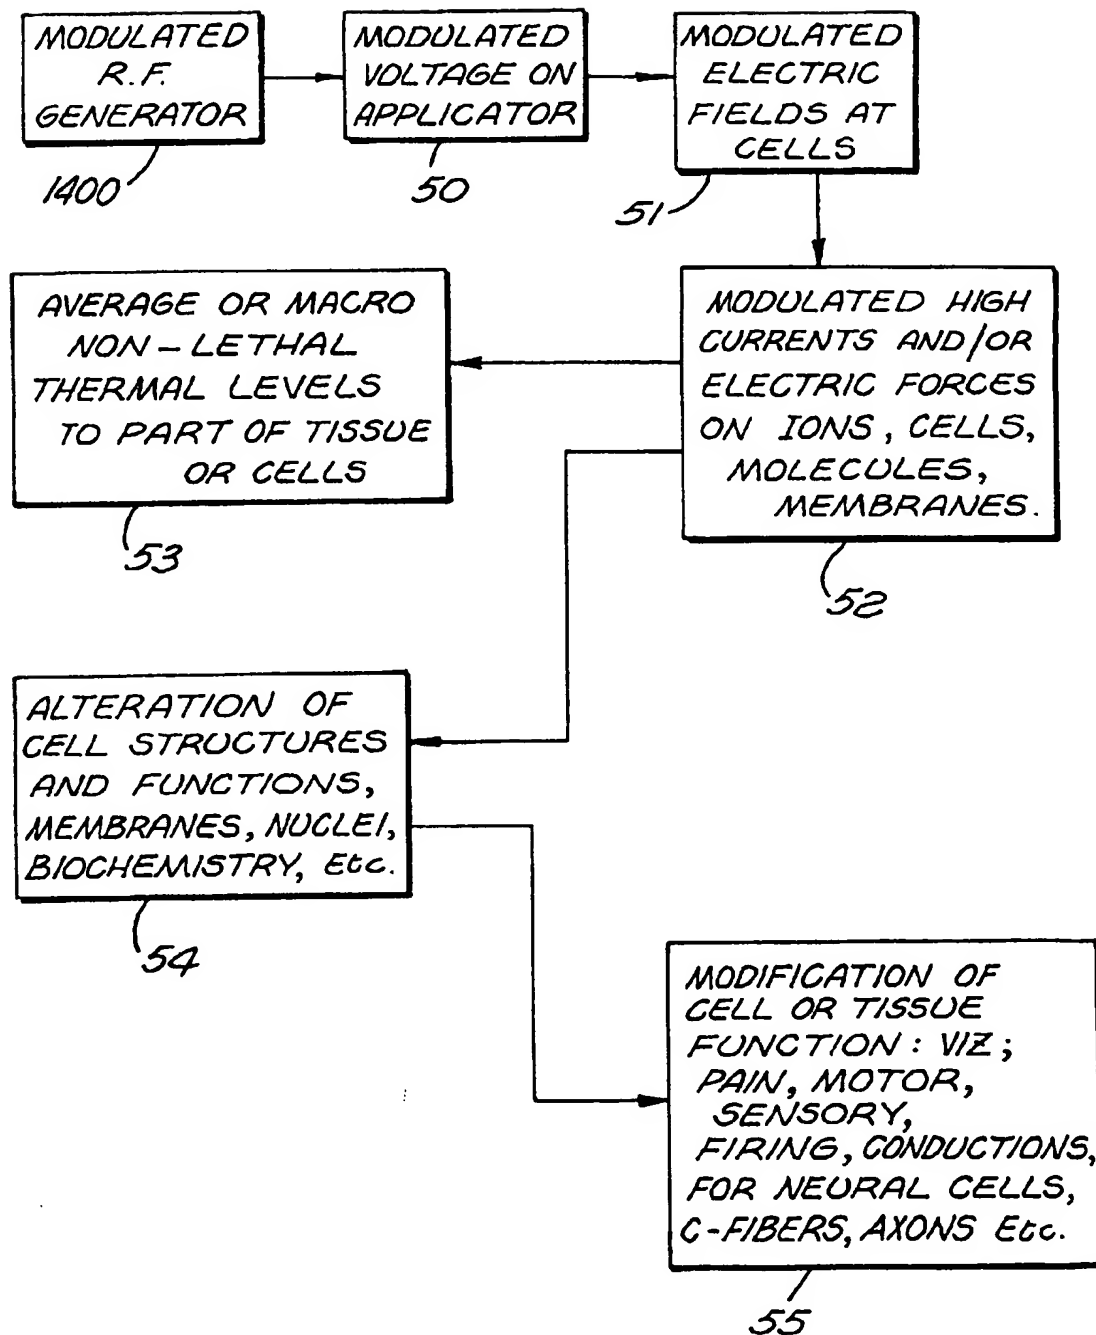 MODULATED
R.F.
GENERATOR
1400
MODULATED
VOLTAGE ON
APPLICATOR
50
MODULATED
ELECTRIC
FIELDS AT
CELLS
51
AVERAGE OR MACRO
NON-LETHAL
THERMAL LEVELS
TO PART OF TISSUE
OR CELLS
53
MODULATED HIGH
CURRENTS AND/OR
ELECTRIC FORCES
ON IONS, CELLS,
MOLECULES,
MEMBRANES.
52
ALTERATION OF
CELL STRUCTURES
AND FUNCTIONS,
MEMBRANES, NUCLEI,
BIOCHEMISTRY, Etc.
54
MODIFICATION OF
CELL OR TISSUE
FUNCTION: VIZ;
PAIN, MOTOR,
SENSORY,
FIRING, CONDUCTIONS,
FOR NEURAL CELLS,
C-FIBERS, AXONS Etc.
55